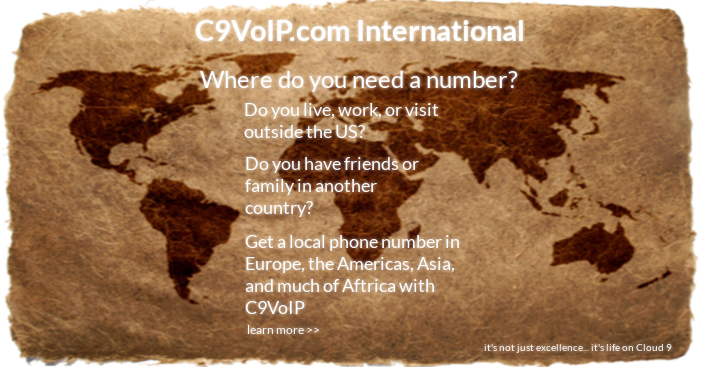 C9VoIP.com International
Where do you need a number?
Do you live, work, or visit
outside the US?
Do you have friends or
family in another
country?
Get a local phone number in
Europe, the Americas, Asia,
and much of Aftrica with
C9VoIP
learn more >>
it's not just excellence... it's life on Cloud 9